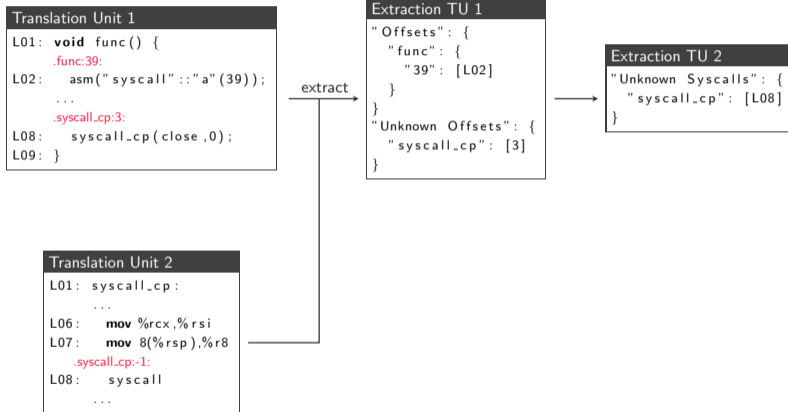 Translation Unit 1
L01: void func() {
.func:39:
L02: asm("syscall"::"a"(39));
...
.syscall_cp:3:
L08: syscall_cp(close,0);
L09: }
extract
Extraction TU 1
"Offsets": {
"func": {
"39": [L02]
}
}
"Unknown Offsets": {
"syscall_cp": [3]
}
Extraction TU 2
"Unknown Syscalls": {
"syscall_cp": [L08]
}
Translation Unit 2
L01: syscall_cp:
...
L06: mov %rcx,%rsi
L07: mov 8(%rsp),%r8
.syscall_cp:-1:
L08: syscall
...